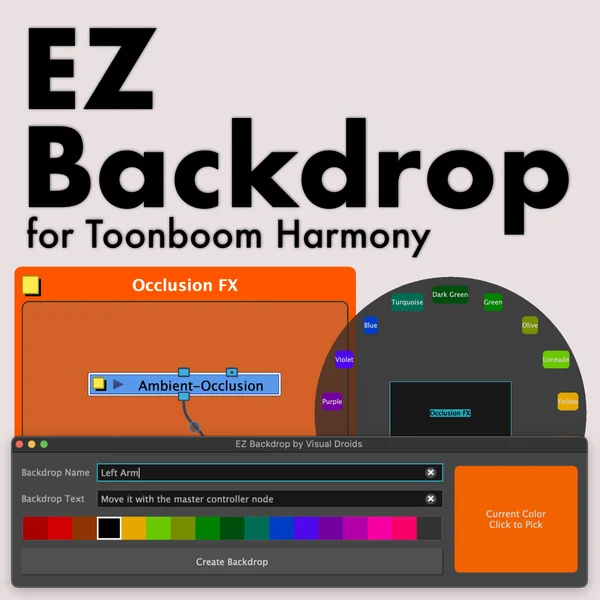 EZ
Backdrop
for Toonboom Harmony
Occlusion FX
Ambient-Occlusion
Dark Green
Turquoise
Green
Blue
Olive
Violet
Limeade
Purple
Yellow
Occlusion FX
EZ Backdrop by Visual Droids
Backdrop Name
Left Arm
Backdrop Text
Move it with the master controller node
Current Color
Click to Pick
Create Backdrop